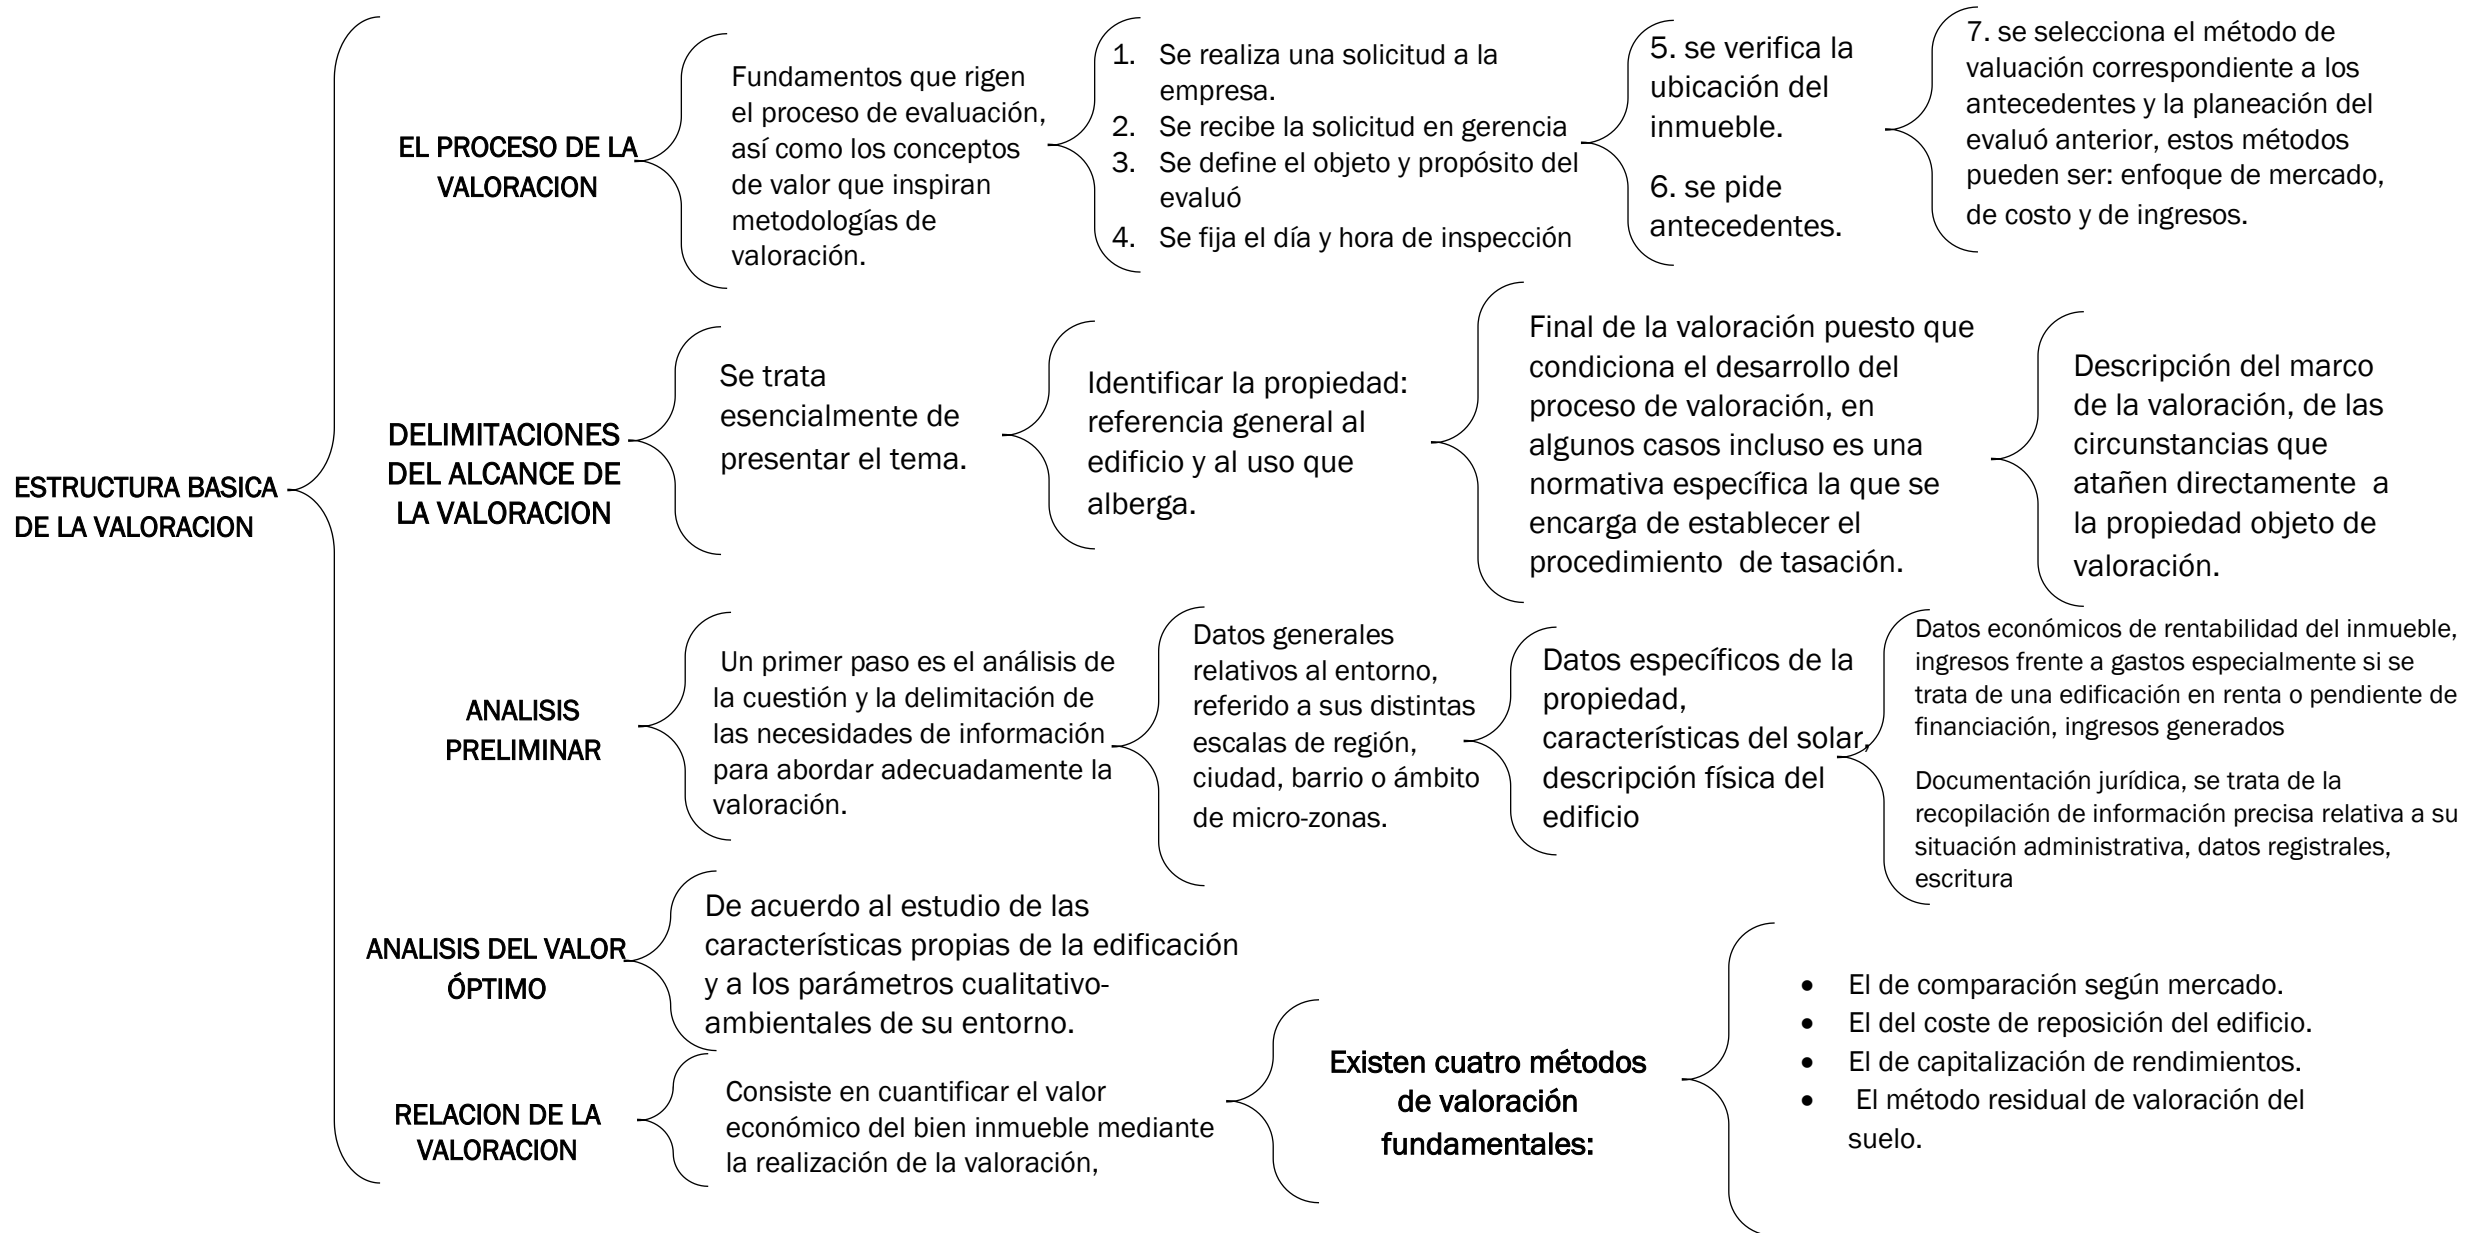 ESTRUCTURA BASICA
DE LA VALORACION
EL PROCESO DE LA
VALORACION
Fundamentos que rigen
el proceso de evaluación,
así como los conceptos
de valor que inspiran
metodologías de
valoración.
1. Se realiza una solicitud a la
empresa.
2. Se recibe la solicitud en gerencia
3. Se define el objeto y propósito del
evaluó
4. Se fija el día y hora de inspección
5. se verifica la
ubicación del
inmueble.
6. se pide
antecedentes.
7. se selecciona el método de
valuación correspondiente a los
antecedentes y la planeación del
evaluó anterior, estos métodos
pueden ser: enfoque de mercado,
de costo y de ingresos.
DELIMITACIONES
DEL ALCANCE DE
LA VALORACION
Se trata
esencialmente de
presentar el tema.
Identificar la propiedad:
referencia general al
edificio y al uso que
alberga.
Final de la valoración puesto que
condiciona el desarrollo del
proceso de valoración, en
algunos casos incluso es una
normativa específica la que se
encarga de establecer el
procedimiento  de tasación.
Descripción del marco
de la valoración, de las
circunstancias que
atañen directamente  a
la propiedad objeto de
valoración.
ANALISIS
PRELIMINAR
Un primer paso es el análisis de
la cuestión y la delimitación de
las necesidades de información
para abordar adecuadamente la
valoración.
Datos generales
relativos al entorno,
referido a sus distintas
escalas de región,
ciudad, barrio o ámbito
de micro-zonas.
Datos específicos de la
propiedad,
características del solar,
descripción física del
edificio
Datos económicos de rentabilidad del inmueble,
ingresos frente a gastos especialmente si se
trata de una edificación en renta o pendiente de
financiación, ingresos generados
Documentación jurídica, se trata de la
recopilación de información precisa relativa a su
situación administrativa, datos registrales,
escritura
ANALISIS DEL VALOR
ÓPTIMO
De acuerdo al estudio de las
características propias de la edificación
y a los parámetros cualitativo-
ambientales de su entorno.
RELACION DE LA
VALORACION
Consiste en cuantificar el valor
económico del bien inmueble mediante
la realización de la valoración,
Existen cuatro métodos
de valoración
fundamentales:
• El de comparación según mercado.
• El del coste de reposición del edificio.
• El de capitalización de rendimientos.
• El método residual de valoración del
suelo.